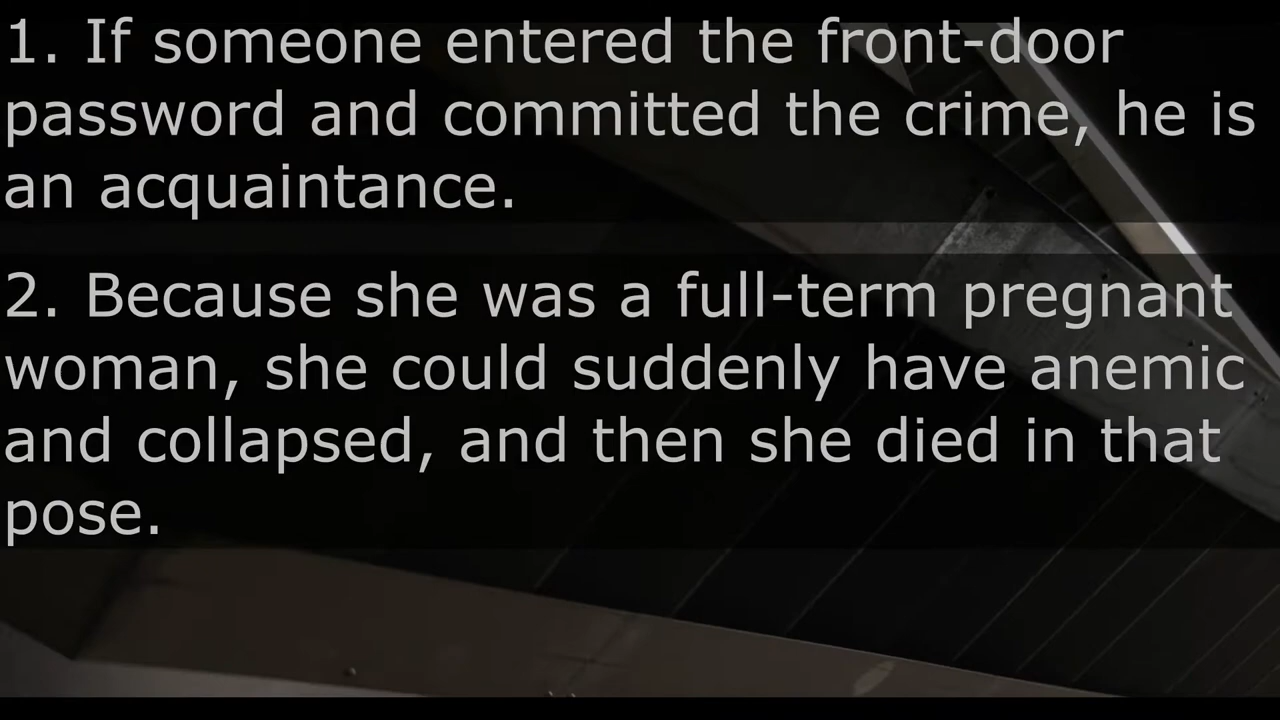 1. If someone entered the front-door
password and committed the crime, he is
an acquaintance.
2. Because she was a full-term pregnant
woman, she could suddenly have anemic
and collapsed, and then she died in that
pose.